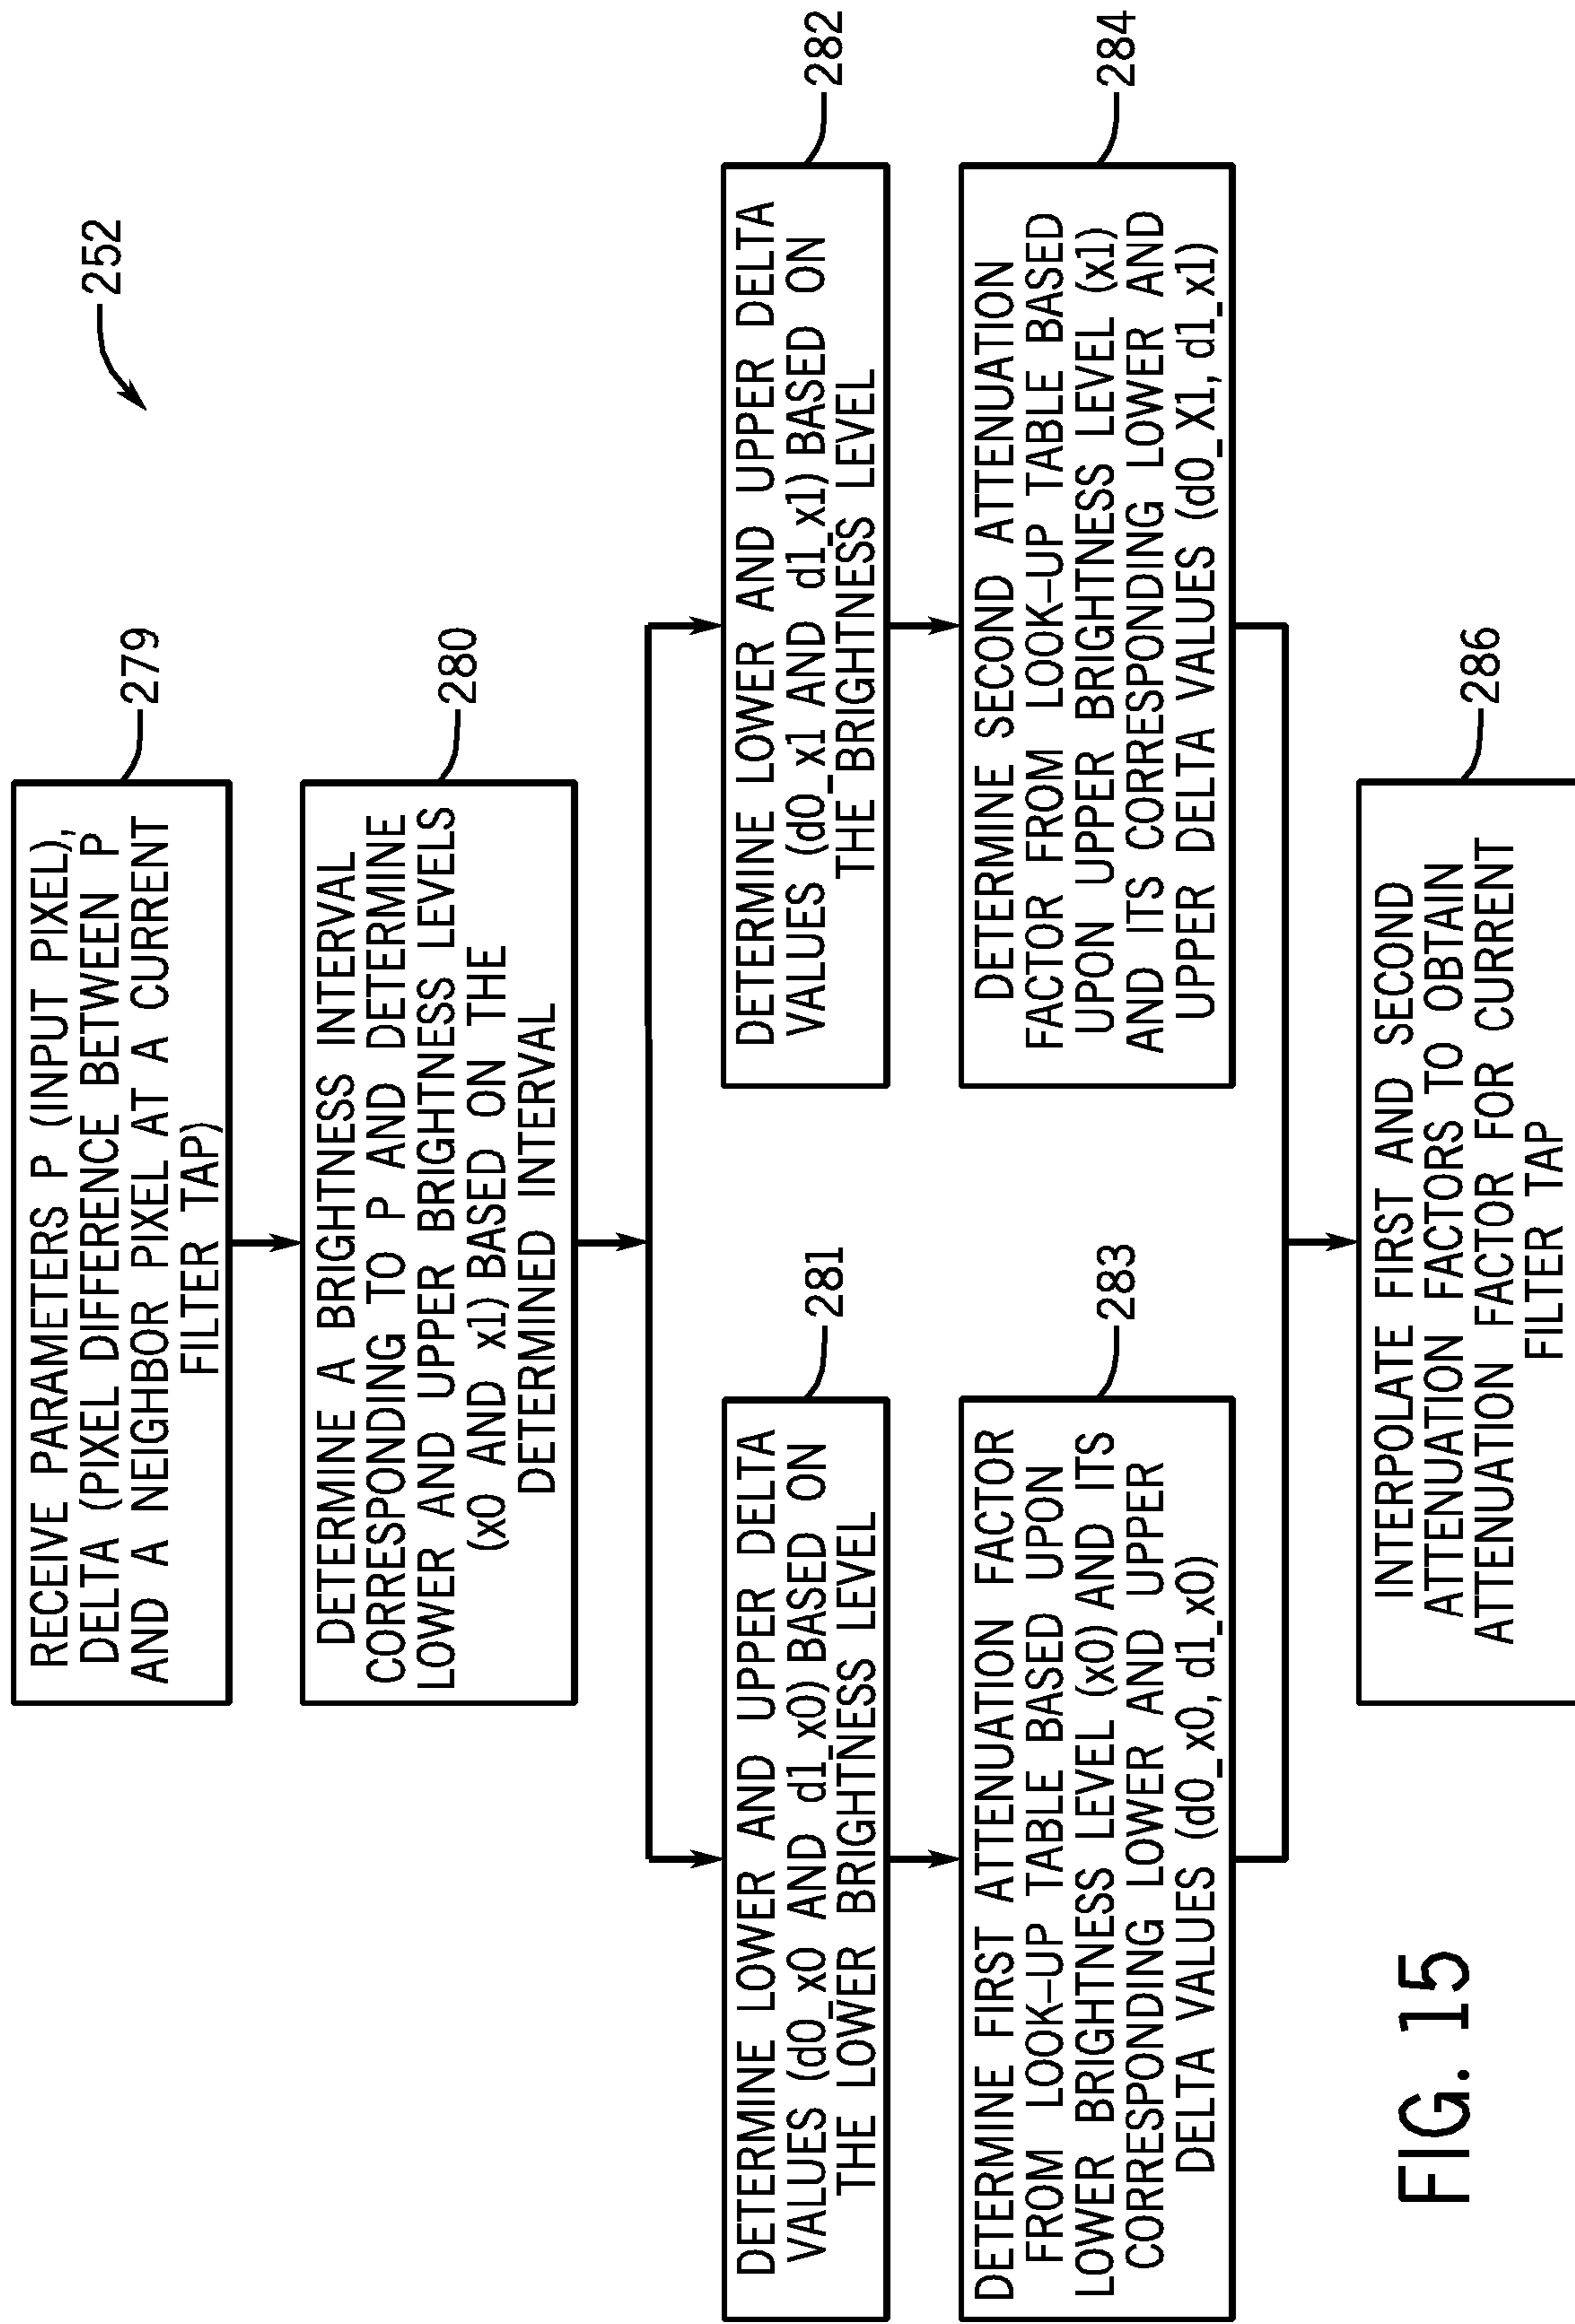 252
RECEIVE PARAMETERS P (INPUT PIXEL),
DELTA (PIXEL DIFFERENCE BETWEEN P
AND A NEIGHBOR PIXEL AT A CURRENT
FILTER TAP)
279
DETERMINE A BRIGHTNESS INTERVAL
CORRESPONDING TO P AND DETERMINE
LOWER AND UPPER BRIGHTNESS LEVELS
(x0 AND x1) BASED ON THE
DETERMINED INTERVAL
280
DETERMINE LOWER AND UPPER DELTA
VALUES (d0_x0 AND d1_x0) BASED ON
THE LOWER BRIGHTNESS LEVEL
281
DETERMINE LOWER AND UPPER DELTA
VALUES (d0_x1 AND d1_x1) BASED ON
THE BRIGHTNESS LEVEL
282
DETERMINE FIRST ATTENUATION FACTOR
FROM LOOK-UP TABLE BASED UPON
LOWER BRIGHTNESS LEVEL (x0) AND ITS
CORRESPONDING LOWER AND UPPER
DELTA VALUES (d0_x0, d1_x0)
283
DETERMINE SECOND ATTENUATION
FACTOR FROM LOOK-UP TABLE BASED
UPON UPPER BRIGHTNESS LEVEL (x1)
AND ITS CORRESPONDING LOWER AND
UPPER DELTA VALUES (d0_X1, d1_x1)
284
INTERPOLATE FIRST AND SECOND
ATTENUATION FACTORS TO OBTAIN
ATTENUATION FACTOR FOR CURRENT
FILTER TAP
286
FIG. 15